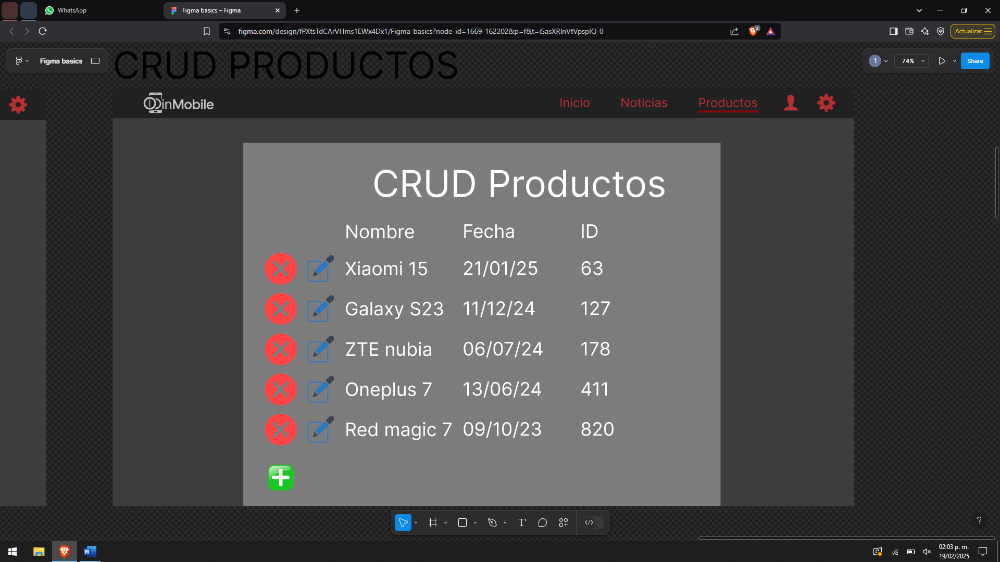 WhatsApp
Figma basics – Figma
figma.com/design/fPXtsTdCArVHms1EWx4Dx1/Figma-basics?node-id=1669-162202&p=f&t=iSasXRlnVtVpsplQ-0
2
Actualizar
Figma basics
CRUD PRODUCTOS
1
74%
Share
inMobile
Inicio
Noticias
Productos
CRUD Productos
Nombre Fecha ID
Xiaomi 15 21/01/25 63
Galaxy S23 11/12/24 127
ZTE nubia 06/07/24 178
Oneplus 7 13/06/24 411
Red magic 7 09/10/23 820
?
W
02:03 p. m.
19/02/2025